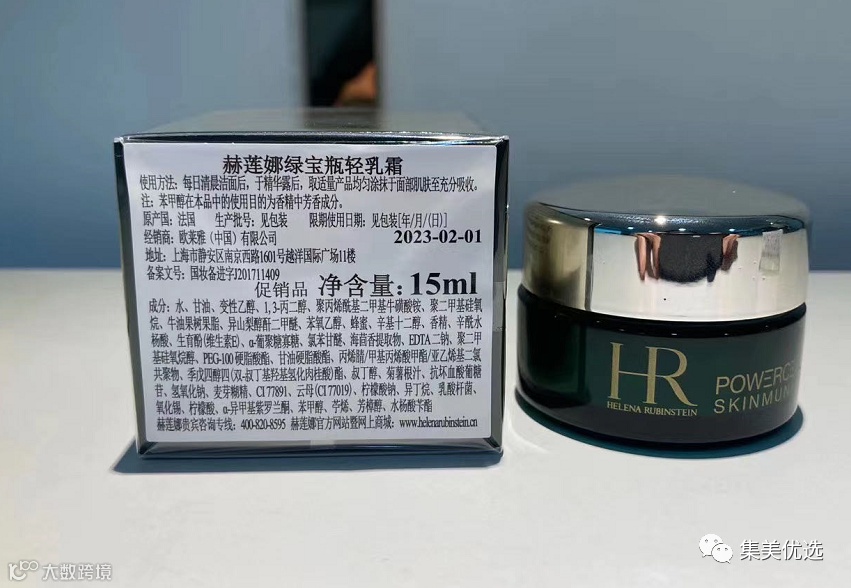 赫莲娜绿宝瓶轻乳霜
使用方法：每日清晨洁面后，于精华露后，取适量产品均匀涂抹于面部肌肤至充分吸收。
注：苯甲醇在本品中的使用目的为香精中芳香成分。
原产国：法国 生产批号：见包装 限期使用日期：见包装[年/月/(日)]
经销商：欧莱雅（中国）有限公司 2023-02-01
地址：上海市静安区南京西路1601号越洋国际广场11楼
备案文号：国妆备进字J201711409
促销品 净含量：15ml
成分：水、甘油、变性乙醇、1,3-丙二醇、聚丙烯酰基二甲基牛磺酸铵、聚二甲基硅氧
烷、牛油果树果脂、异山梨醇酐二甲醚、苯氧乙醇、蜂蜜、辛基十二醇、香精、辛酰水
杨酸、生育酚(维生素E)、α-葡聚糖寡糖、氯苯甘醚、海茴香提取物、EDTA二钠、聚二甲
基硅氧烷醇、PEG-100硬脂酸酯、甘油硬脂酸酯、丙烯腈/甲基丙烯酸甲酯/亚乙烯基二氯
共聚物、季戊四醇四(双-叔丁基羟基氢化肉桂酸)酯、叔丁醇、菊薯根汁、抗坏血酸葡糖
苷、氢氧化钠、麦芽糊精、CI 77891、云母(CI 77019)、柠檬酸钠、异丁烷、乳酸杆菌、
氧化锡、柠檬酸、α-异甲基紫罗兰酮、苯甲醇、苧烯、芳樟醇、水杨酸苄酯
赫莲娜贵宾咨询专线：400-820-8595 赫莲娜官方网站暨网上商城：www.helenarubinstein.cn
HR
HELENA RUBINSTEIN
POWERC
SKINMUN
集美优选
大数跨境